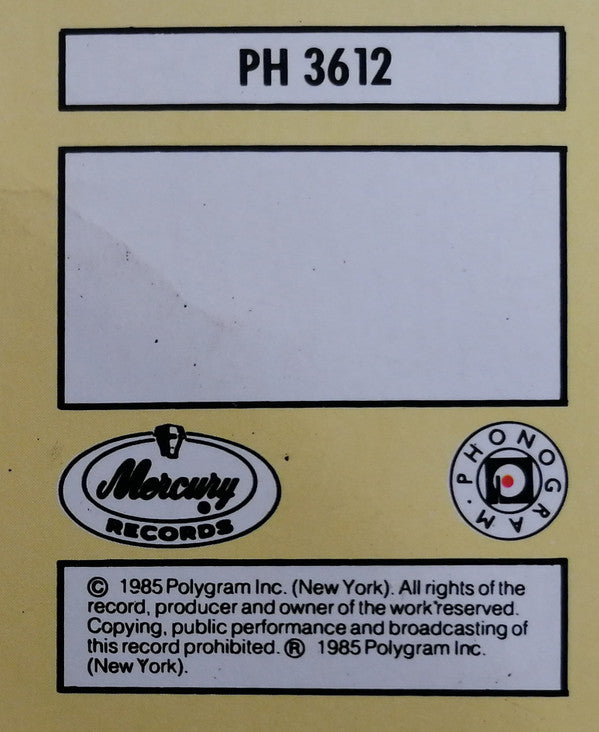 PH 3612
Mercury
RECORDS
PHONOGRAM
© 1985 Polygram Inc. (New York). All rights of the
record, producer and owner of the work reserved.
Copying, public performance and broadcasting of
this record prohibited. ® 1985 Polygram Inc.
(New York).